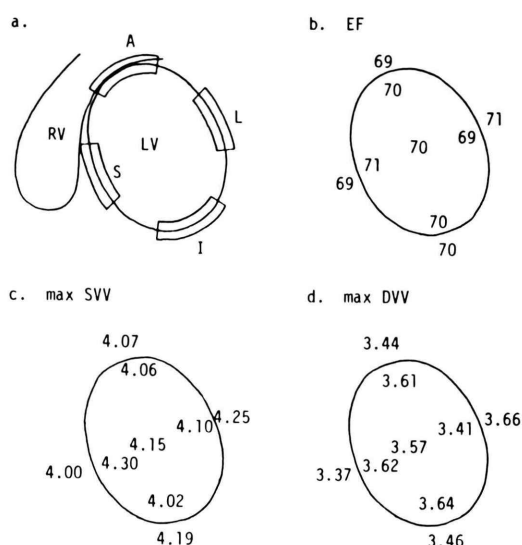 a.
A
RV
LV
L
S
I
b. EF
69
70
71
70
69
71
69
70
70
c. max SVV
4.07
4.06
4.25
4.10
4.15
4.30
4.00
4.02
4.19
d. max DVV
3.44
3.61
3.66
3.41
3.57
3.62
3.37
3.64
3.46